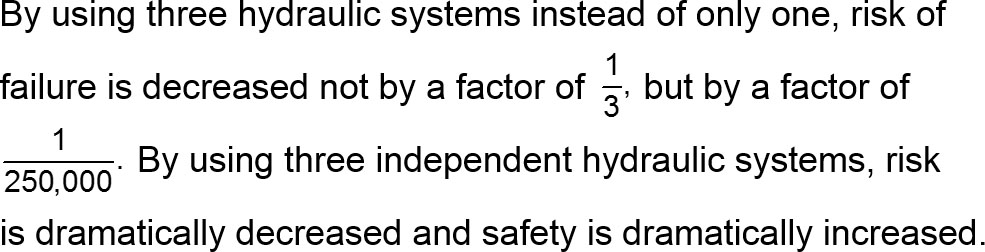 By using three hydraulic systems instead of only one, risk of
failure is decreased not by a factor of 1/3, but by a factor of
1/250,000. By using three independent hydraulic systems, risk
is dramatically decreased and safety is dramatically increased.